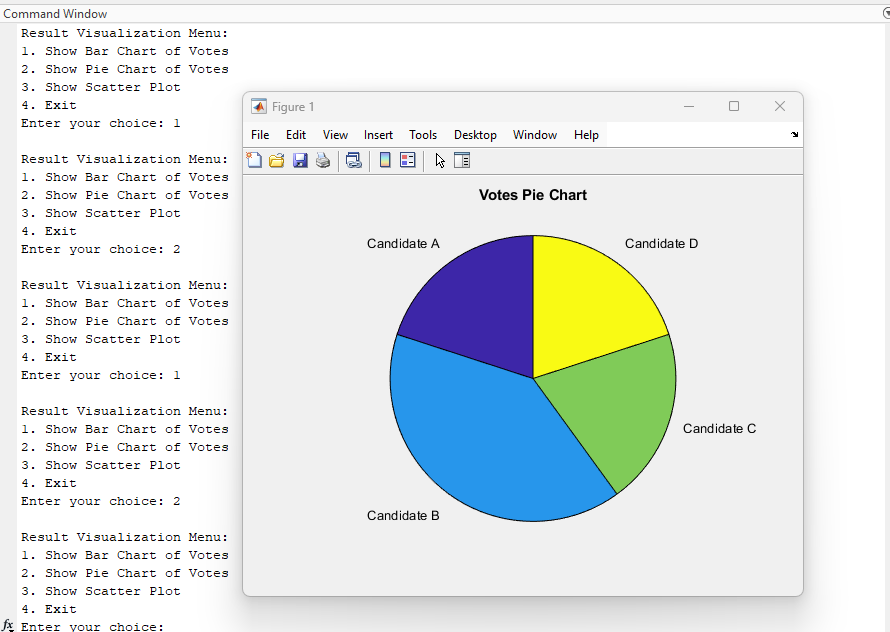 Command Window
Result Visualization Menu:
1. Show Bar Chart of Votes
2. Show Pie Chart of Votes
3. Show Scatter Plot
4. Exit
Enter your choice: 1
Result Visualization Menu:
1. Show Bar Chart of Votes
2. Show Pie Chart of Votes
3. Show Scatter Plot
4. Exit
Enter your choice: 2
Result Visualization Menu:
1. Show Bar Chart of Votes
2. Show Pie Chart of Votes
3. Show Scatter Plot
4. Exit
Enter your choice: 1
Result Visualization Menu:
1. Show Bar Chart of Votes
2. Show Pie Chart of Votes
3. Show Scatter Plot
4. Exit
Enter your choice: 2
Result Visualization Menu:
1. Show Bar Chart of Votes
2. Show Pie Chart of Votes
3. Show Scatter Plot
4. Exit
fx Enter your choice:
Figure 1
File Edit View Insert Tools Desktop Window Help
Votes Pie Chart
Candidate A
Candidate D
Candidate C
Candidate B